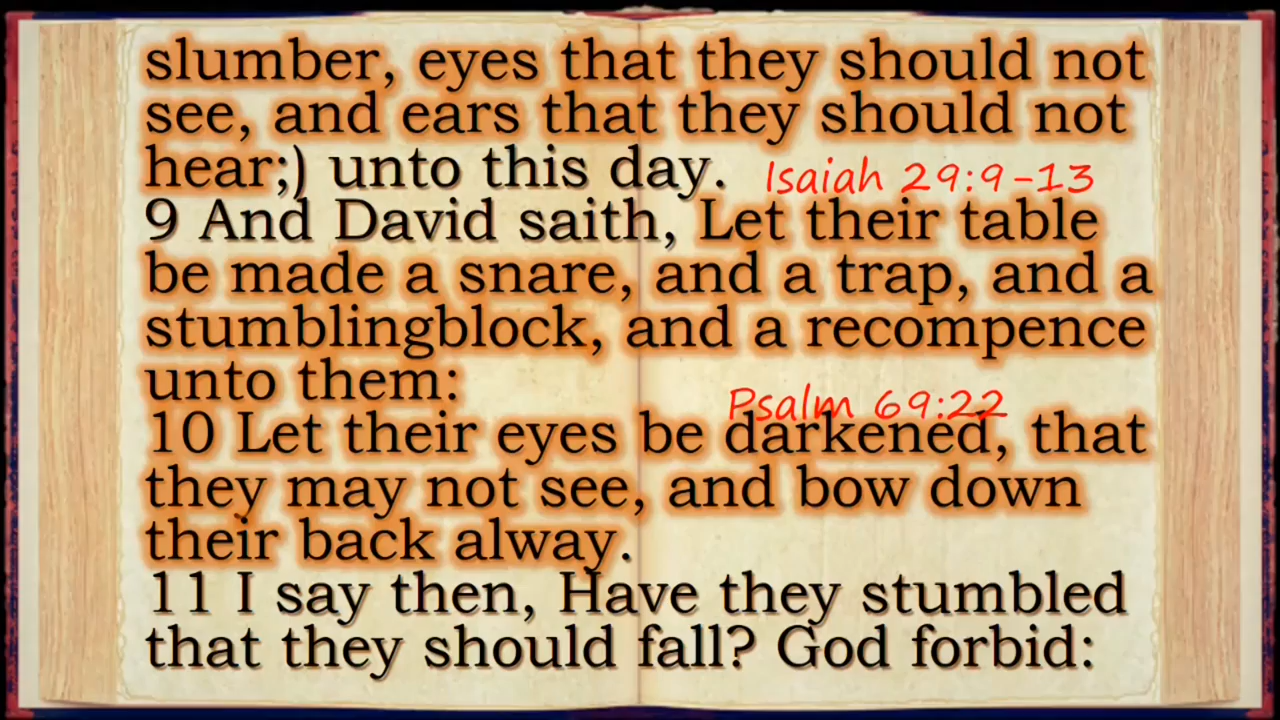 slumber, eyes that they should not
see, and ears that they should not
hear;) unto this day. Isaiah 29:9-13
9 And David saith, Let their table
be made a snare, and a trap, and a
stumblingblock, and a recompence
unto them:
Psalm 69:22
10 Let their eyes be darkened, that
they may not see, and bow down
their back alway.
11 I say then, Have they stumbled
that they should fall? God forbid: